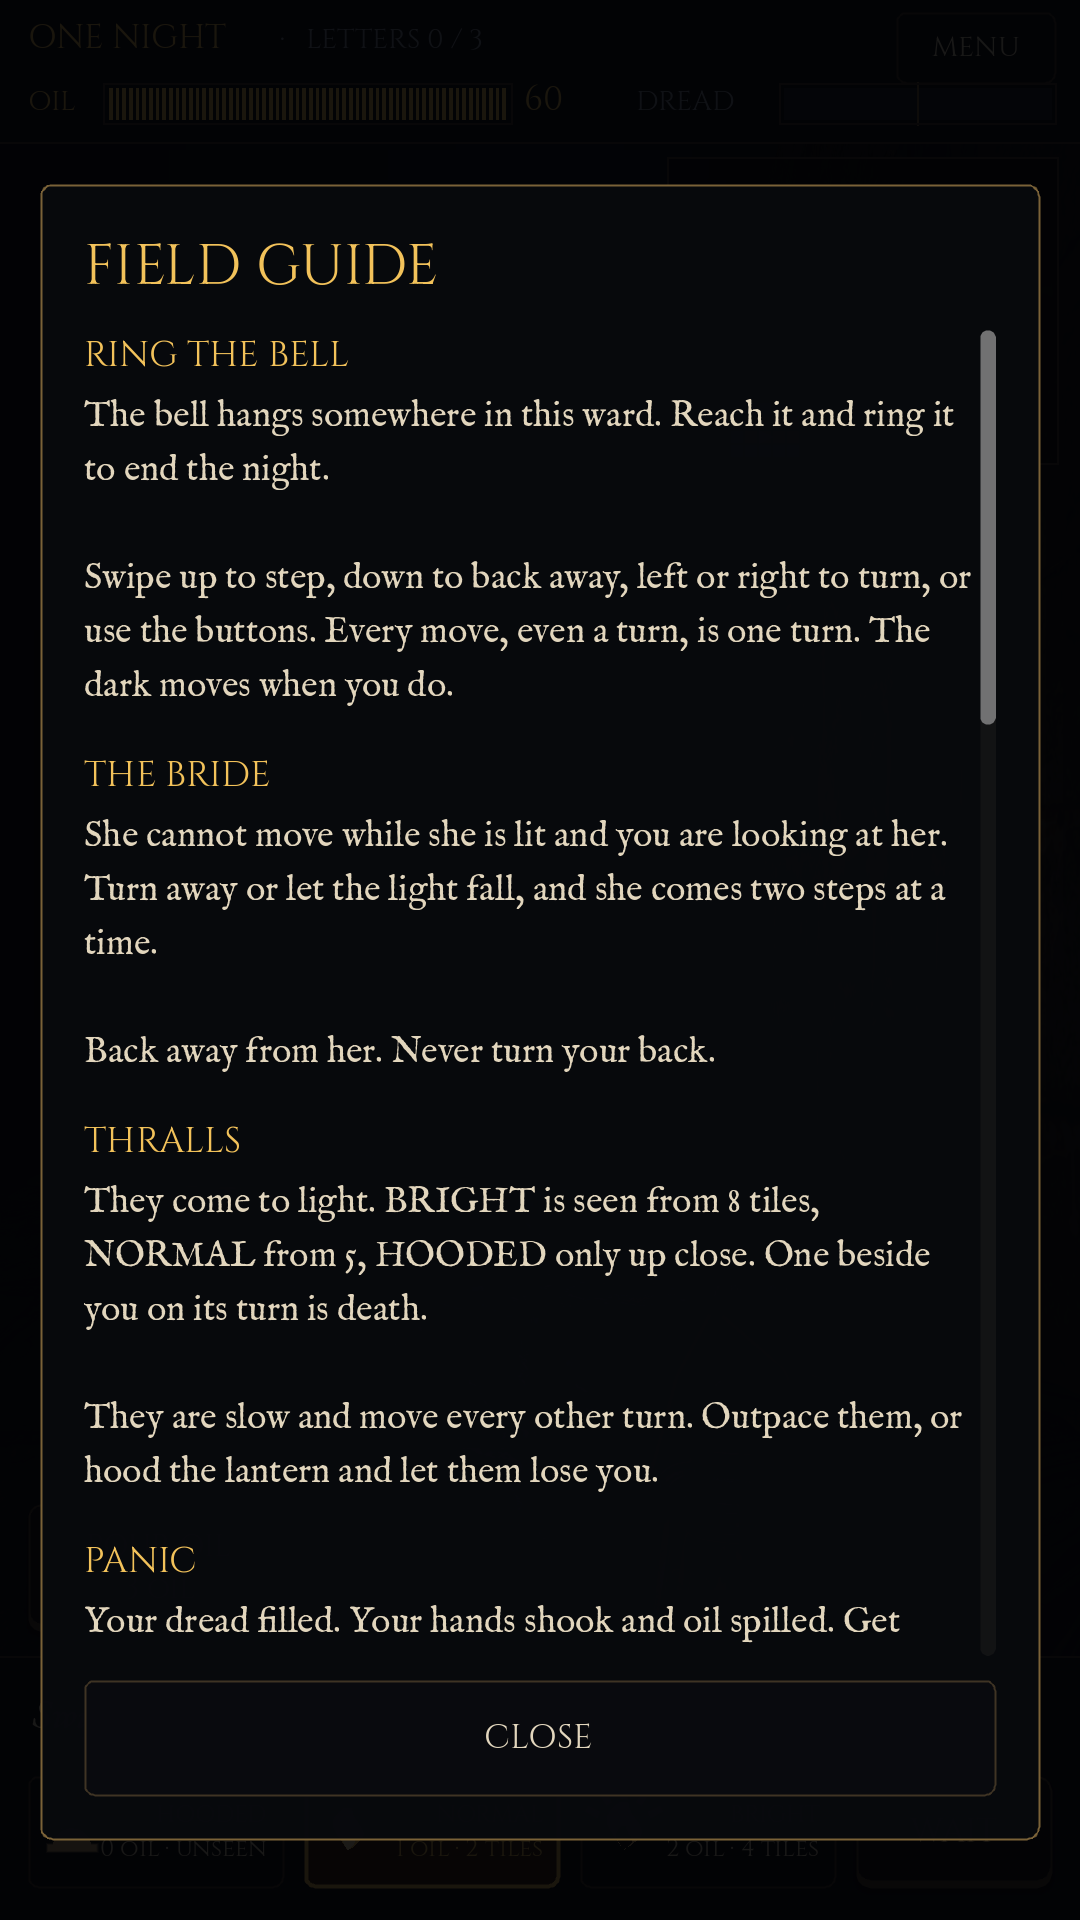 ONE NIGHT · LETTERS 0 / 3
MENU
OIL 60 DREAD
FIELD GUIDE
RING THE BELL
The bell hangs somewhere in this ward. Reach it and ring it
to end the night.
Swipe up to step, down to back away, left or right to turn, or
use the buttons. Every move, even a turn, is one turn. The
dark moves when you do.
THE BRIDE
She cannot move while she is lit and you are looking at her.
Turn away or let the light fall, and she comes two steps at a
time.
Back away from her. Never turn your back.
THRALLS
They come to light. BRIGHT is seen from 8 tiles,
NORMAL from 5, HOODED only up close. One beside
you on its turn is death.
They are slow and move every other turn. Outpace them, or
hood the lantern and let them lose you.
PANIC
Your dread filled. Your hands shook and oil spilled. Get
CLOSE
0 OIL · UNSEEN
1 OIL · 2 TILES
2 OIL · 4 TILES